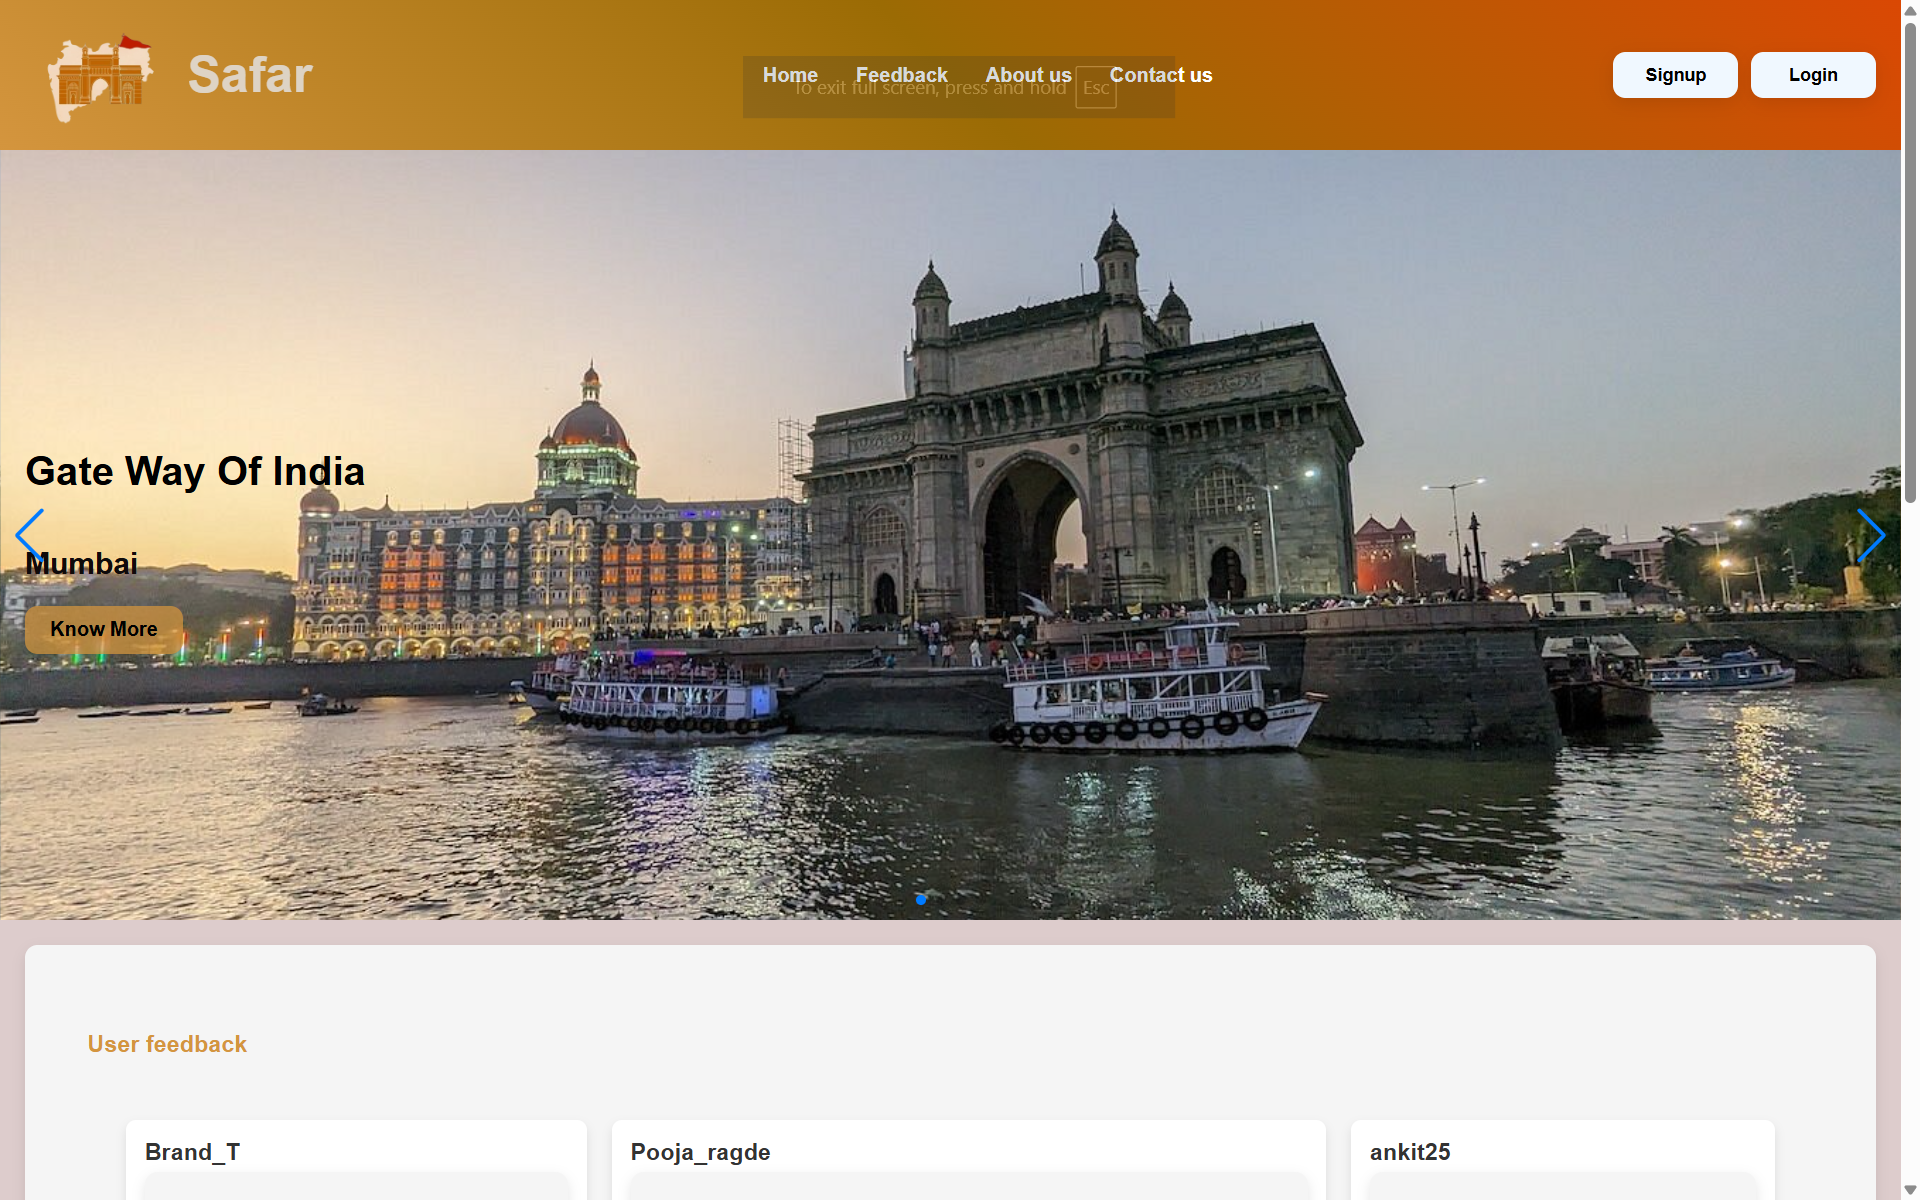 Safar
Home Feedback About us Contact us
To exit full screen, press and hold Esc
Signup Login
Gate Way Of India
Mumbai
Know More
User feedback
Brand_T Pooja_ragde ankit25